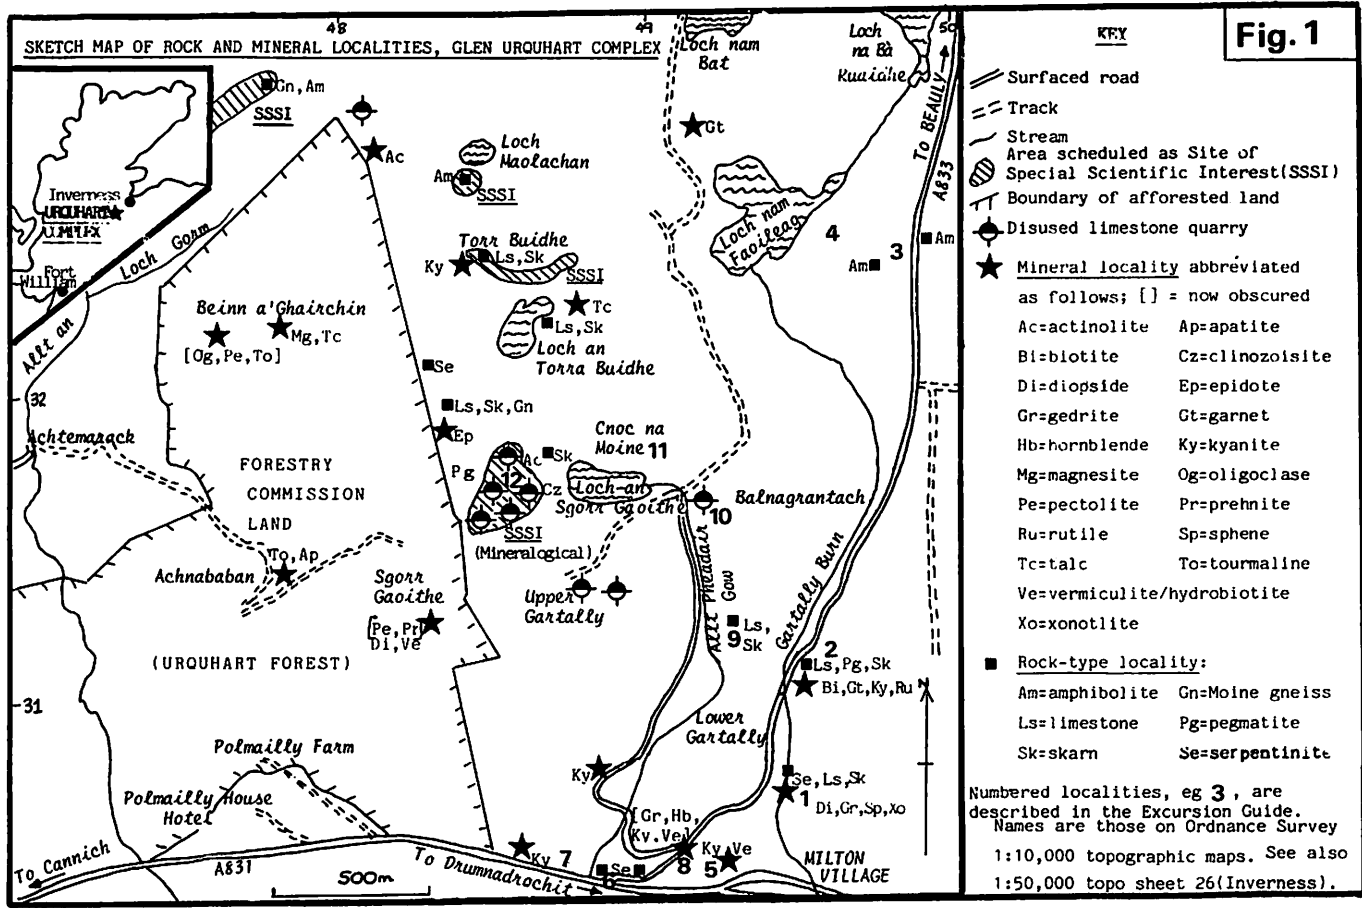 48
49
50
SKETCH MAP OF ROCK AND MINERAL LOCALITIES, GLEN URQUHART COMPLEX
Loch nam
Bat
Loch
na Bà
Ruaidhe
To BEAULY
A833
Gn, Am
SSSI
Ac
Loch
Maolachan
Am
SSSI
Gt
Inverness
URQUHART
COMPLEX
Fort
William
Loch Gorm
Allt an
Torr Buidhe
Ls,Sk
Ky
SSSI
Loch nam
Faoileag
4
3
Am
Am
Beinn a'Ghairchin
Mg,Tc
[Og,Pe,To]
Tc
Ls,Sk
Loch an
Torra Buidhe
Se
32
Ls,Sk,Gn
Ep
Achtemarack
Cnoc na
Moine 11
FORESTRY
COMMISSION
LAND
Pg
Ac
Sk
12
Cz
Loch an
Sgorr Gaoithe
SSSI
(Mineralogical)
10
Balnagrantach
To,Ap
Achnababan
Sgorr
Gaoithe
[Pe,Pr]
Di,Ve
Upper
Gartally
Allt Pheadair
Gow
Gartally Burn
9
Ls,
Sk
2
Ls,Pg,Sk
Bi,Gt,Ky,Ru
(URQUHART FOREST)
31
Lower
Gartally
Polmailly Farm
Polmailly House
Hotel
Ky
Se,Ls,Sk
1
Di,Gr,Sp,Xo
[Gr,Hb,
Ky,Ve]
Ky 7
Ky,Ve
8
5
Se
6
MILTON
VILLAGE
To Cannich
A831
To Drumnadrochit
500m
Fig.1
KEY
Surfaced road
Track
Stream
Area scheduled as Site of
Special Scientific Interest(SSSI)
Boundary of afforested land
Disused limestone quarry
Mineral locality abbreviated
as follows; [] = now obscured
Ac=actinolite Ap=apatite
Bi=biotite Cz=clinozoisite
Di=diopside Ep=epidote
Gr=gedrite Gt=garnet
Hb=hornblende Ky=kyanite
Mg=magnesite Og=oligoclase
Pe=pectolite Pr=prehnite
Ru=rutile Sp=sphene
Tc=talc To=tourmaline
Ve=vermiculite/hydrobiotite
Xo=xonotlite
Rock-type locality:
Am=amphibolite Gn=Moine gneiss
Ls=limestone Pg=pegmatite
Sk=skarn Se=serpentinite
Numbered localities, eg 3 , are
described in the Excursion Guide.
Names are those on Ordnance Survey
1:10,000 topographic maps. See also
1:50,000 topo sheet 26(Inverness).